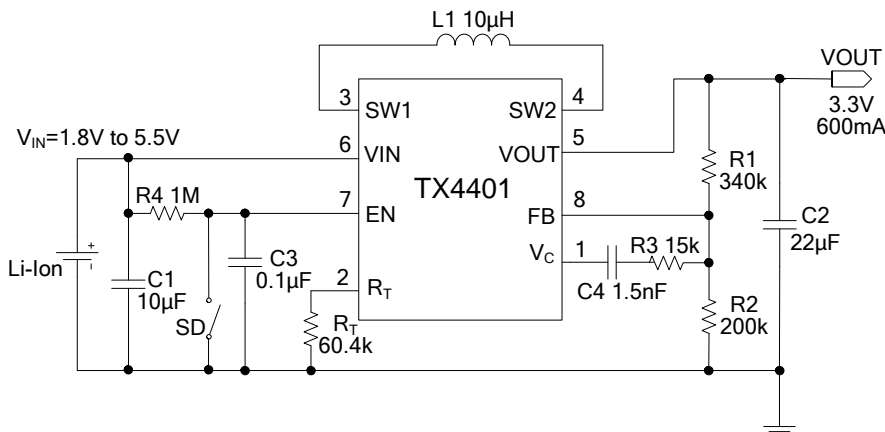 L1 10μH
VOUT
3
SW1
SW2
4
3.3V
600mA
VIN=1.8V to 5.5V
6
VIN
VOUT
5
R1
340k
R4 1M
TX4401
7
EN
FB
8
C2
22μF
Li-Ion
+
-
C1
10μF
C3
0.1μF
VC
1
R3 15k
C4 1.5nF
2
RT
SD
RT
60.4k
R2
200k